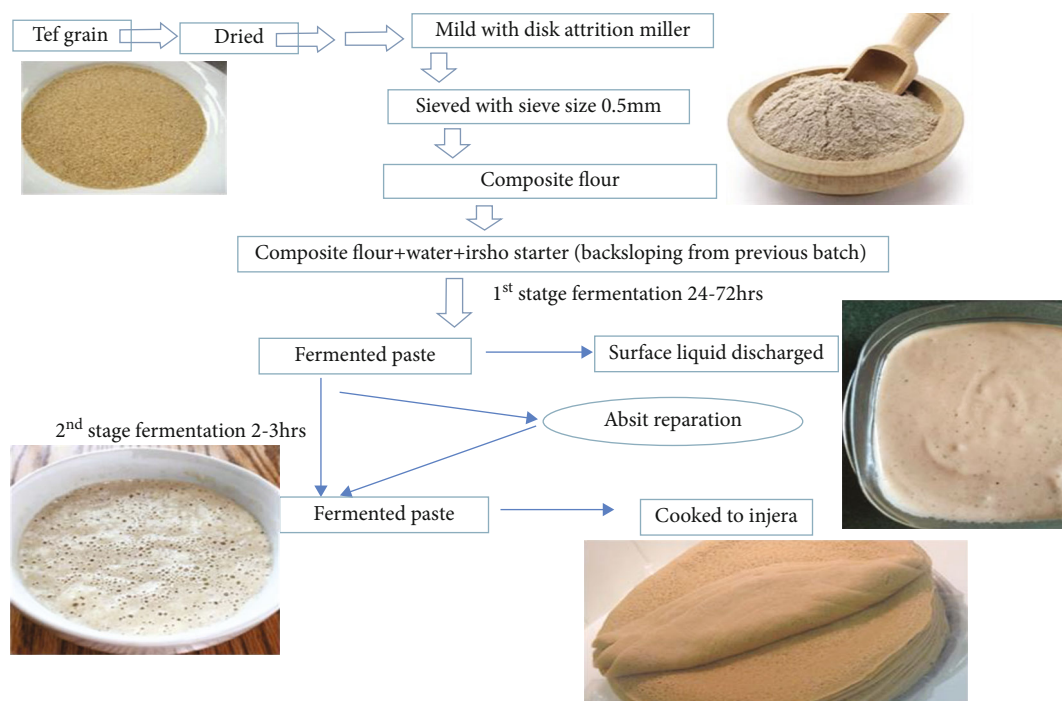 Tef grain
Dried
Mild with disk attrition miller
Sieved with sieve size 0.5mm
Composite flour
Composite flour+water+irsho starter (backsloping from previous batch)
1st statge fermentation 24-72hrs
Fermented paste
Surface liquid discharged
Absit reparation
2nd stage fermentation 2-3hrs
Fermented paste
Cooked to injera